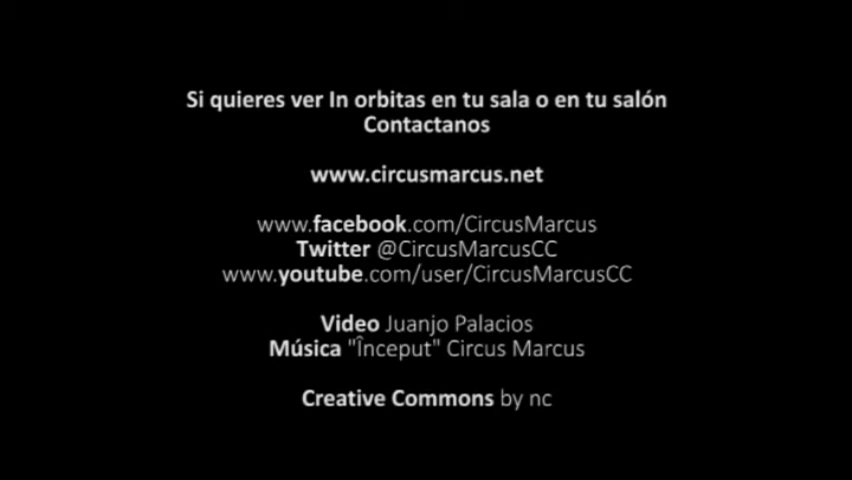 Si quieres ver In orbitas en tu sala o en tu salón
Contactanos
www.circusmarcus.net
www.facebook.com/CircusMarcus
Twitter @CircusMarcusCC
www.youtube.com/user/CircusMarcusCC
Video Juanjo Palacios
Música "Început" Circus Marcus
Creative Commons by nc